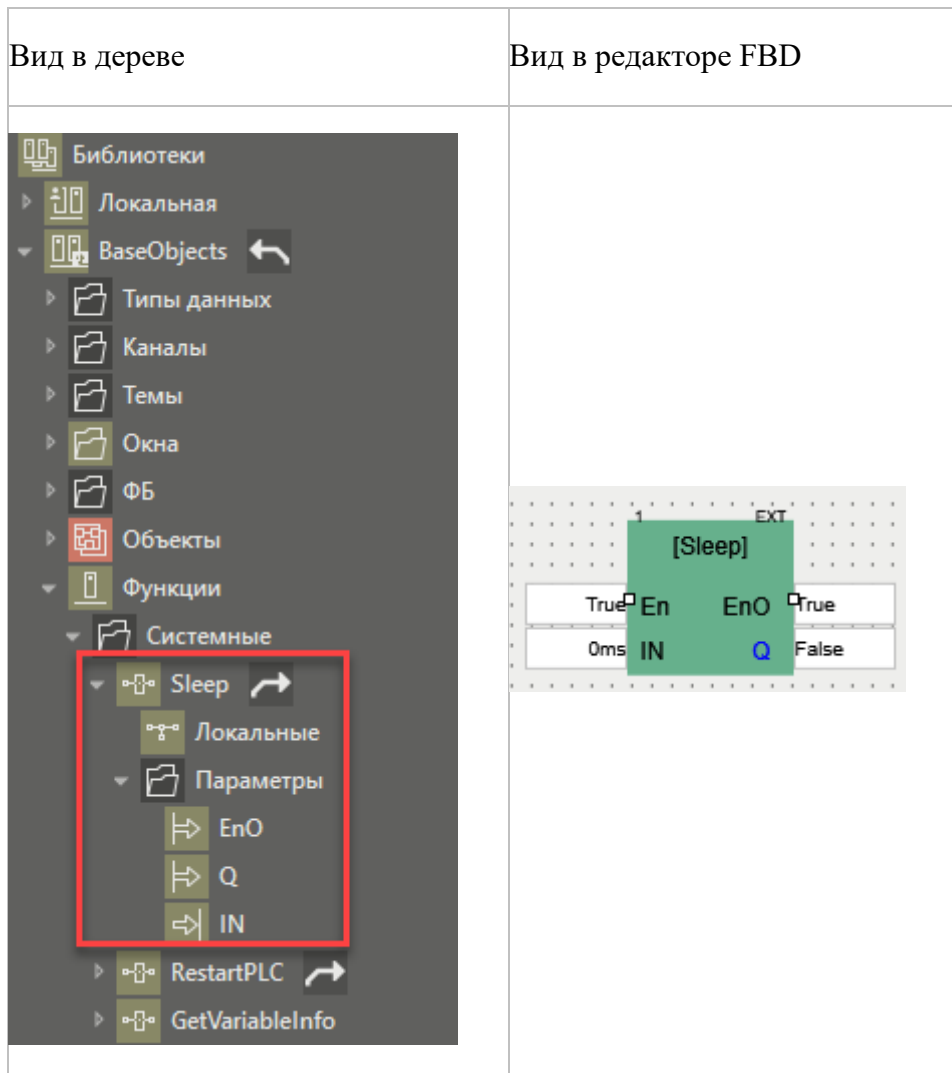 Вид в дереве
Вид в редакторе FBD
Библиотеки
Локальная
BaseObjects
Типы данных
Каналы
Темы
Окна
ФБ
Объекты
Функции
Системные
Sleep
Локальные
Параметры
EnO
Q
IN
RestartPLC
GetVariableInfo
1 EXT
[Sleep]
True En EnO True
0ms IN Q False